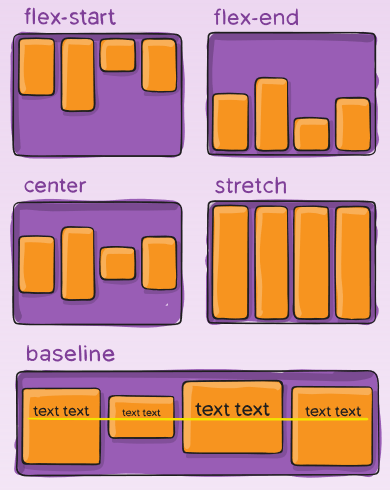 flex-start
flex-end
center
stretch
baseline
text text
text text
text text
text text